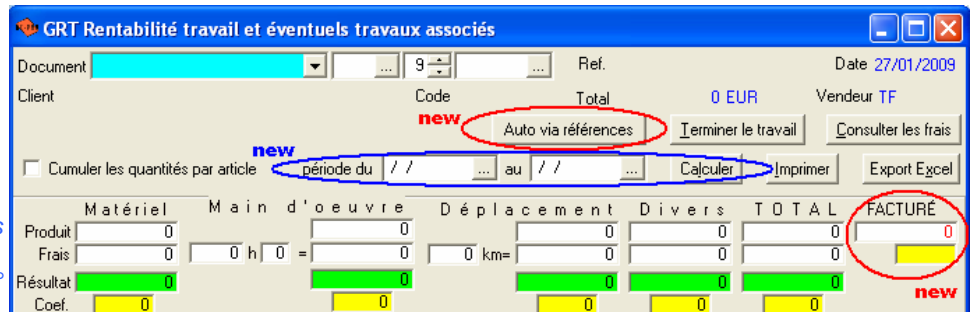 GRT Rentabilité travail et éventuels travaux associés
Document ... 9 ... Ref. Date 27/01/2009
Client Code Total 0 EUR Vendeur TF
new Auto via références Terminer le travail Consulter les frais
new
Cumuler les quantités par article période du / / ... au / / ... Calculer Imprimer Export Excel
Matériel Main d'oeuvre Déplacement Divers TOTAL FACTURÉ
Produit 0 0 0 0 0 0
Frais 0 0 h 0 = 0 0 km= 0 0 0
Résultat 0 0 0 0 0 new
Coef. 0 0 0 0 0